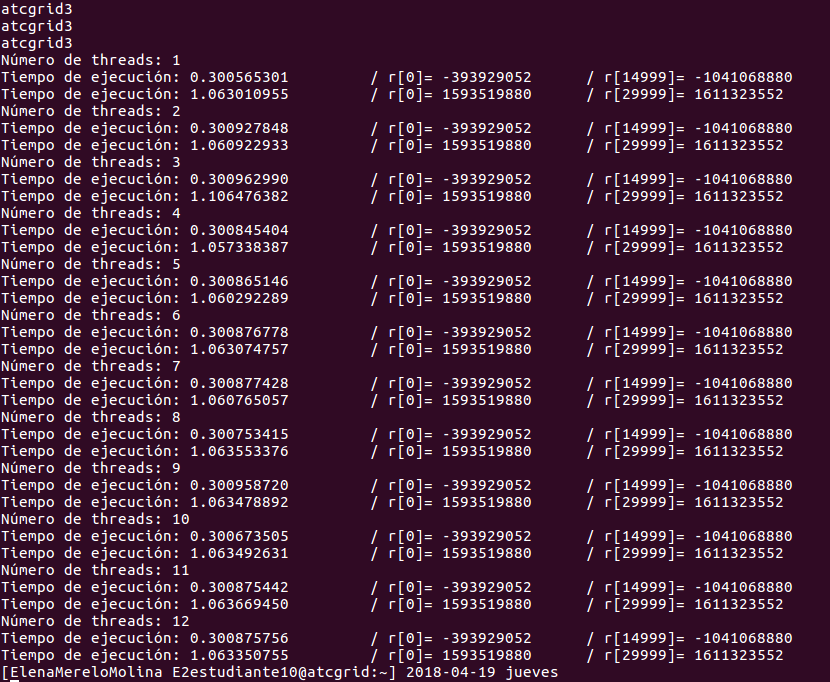 atcgrid3
atcgrid3
atcgrid3
Número de threads: 1
Tiempo de ejecución: 0.300565301 / r[0]= -393929052 / r[14999]= -1041068880
Tiempo de ejecución: 1.063010955 / r[0]= 1593519880 / r[29999]= 1611323552
Número de threads: 2
Tiempo de ejecución: 0.300927848 / r[0]= -393929052 / r[14999]= -1041068880
Tiempo de ejecución: 1.060922933 / r[0]= 1593519880 / r[29999]= 1611323552
Número de threads: 3
Tiempo de ejecución: 0.300962990 / r[0]= -393929052 / r[14999]= -1041068880
Tiempo de ejecución: 1.106476382 / r[0]= 1593519880 / r[29999]= 1611323552
Número de threads: 4
Tiempo de ejecución: 0.300845404 / r[0]= -393929052 / r[14999]= -1041068880
Tiempo de ejecución: 1.057338387 / r[0]= 1593519880 / r[29999]= 1611323552
Número de threads: 5
Tiempo de ejecución: 0.300865146 / r[0]= -393929052 / r[14999]= -1041068880
Tiempo de ejecución: 1.060292289 / r[0]= 1593519880 / r[29999]= 1611323552
Número de threads: 6
Tiempo de ejecución: 0.300876778 / r[0]= -393929052 / r[14999]= -1041068880
Tiempo de ejecución: 1.063074757 / r[0]= 1593519880 / r[29999]= 1611323552
Número de threads: 7
Tiempo de ejecución: 0.300877428 / r[0]= -393929052 / r[14999]= -1041068880
Tiempo de ejecución: 1.060765057 / r[0]= 1593519880 / r[29999]= 1611323552
Número de threads: 8
Tiempo de ejecución: 0.300753415 / r[0]= -393929052 / r[14999]= -1041068880
Tiempo de ejecución: 1.063553376 / r[0]= 1593519880 / r[29999]= 1611323552
Número de threads: 9
Tiempo de ejecución: 0.300958720 / r[0]= -393929052 / r[14999]= -1041068880
Tiempo de ejecución: 1.063478892 / r[0]= 1593519880 / r[29999]= 1611323552
Número de threads: 10
Tiempo de ejecución: 0.300673505 / r[0]= -393929052 / r[14999]= -1041068880
Tiempo de ejecución: 1.063492631 / r[0]= 1593519880 / r[29999]= 1611323552
Número de threads: 11
Tiempo de ejecución: 0.300875442 / r[0]= -393929052 / r[14999]= -1041068880
Tiempo de ejecución: 1.063669450 / r[0]= 1593519880 / r[29999]= 1611323552
Número de threads: 12
Tiempo de ejecución: 0.300875756 / r[0]= -393929052 / r[14999]= -1041068880
Tiempo de ejecución: 1.063350755 / r[0]= 1593519880 / r[29999]= 1611323552
[ElenaMereloMolina E2estudiante10@atcgrid:~] 2018-04-19 jueves